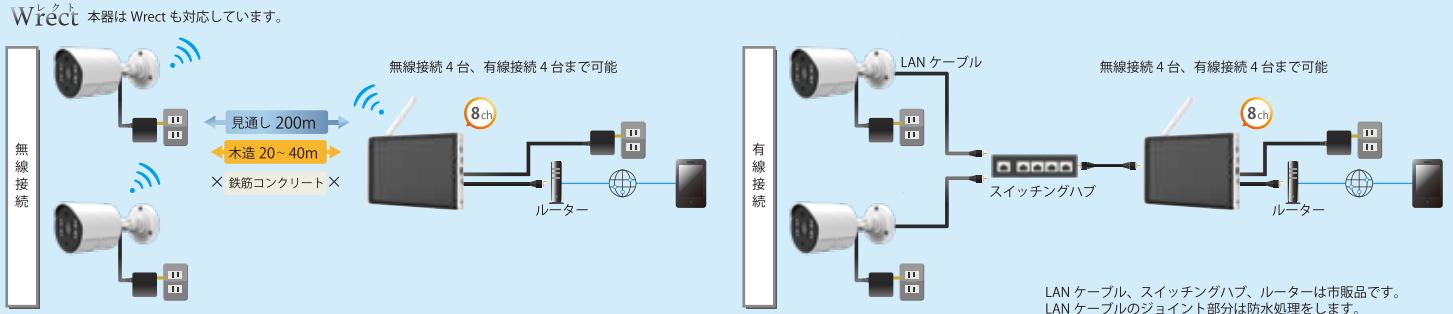 レクト
Wrect 本器は Wrect も対応しています。
無線接続
無線接続 4 台、有線接続 4 台まで可能
8ch
見通し 200m
木造 20~ 40m
× 鉄筋コンクリート ×
ルーター
有線接続
LAN ケーブル
無線接続 4 台、有線接続 4 台まで可能
8ch
スイッチングハブ
ルーター
LAN ケーブル、スイッチングハブ、ルーターは市販品です。
LAN ケーブルのジョイント部分は防水処理をします。